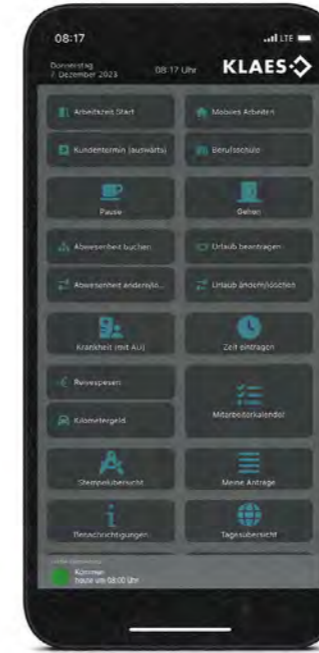 08:17
LTE
Donnerstag
7. Dezember 2023
08:17 Uhr
KLAES
Arbeitszeit Start
Mobiles Arbeiten
Kundentermin (auswärts)
Berufsschule
Pause
Gehen
Abwesenheit buchen
Urlaub beantragen
Abwesenheit ändern/lö...
Urlaub ändern/löschen
Krankheit (mit AU)
Zeit eintragen
Reisespesen
Kilometergeld
Mitarbeiterkalender
Stempelübersicht
Meine Anträge
Benachrichtigungen
Tagesübersicht
Kommen
heute um 08:00 Uhr